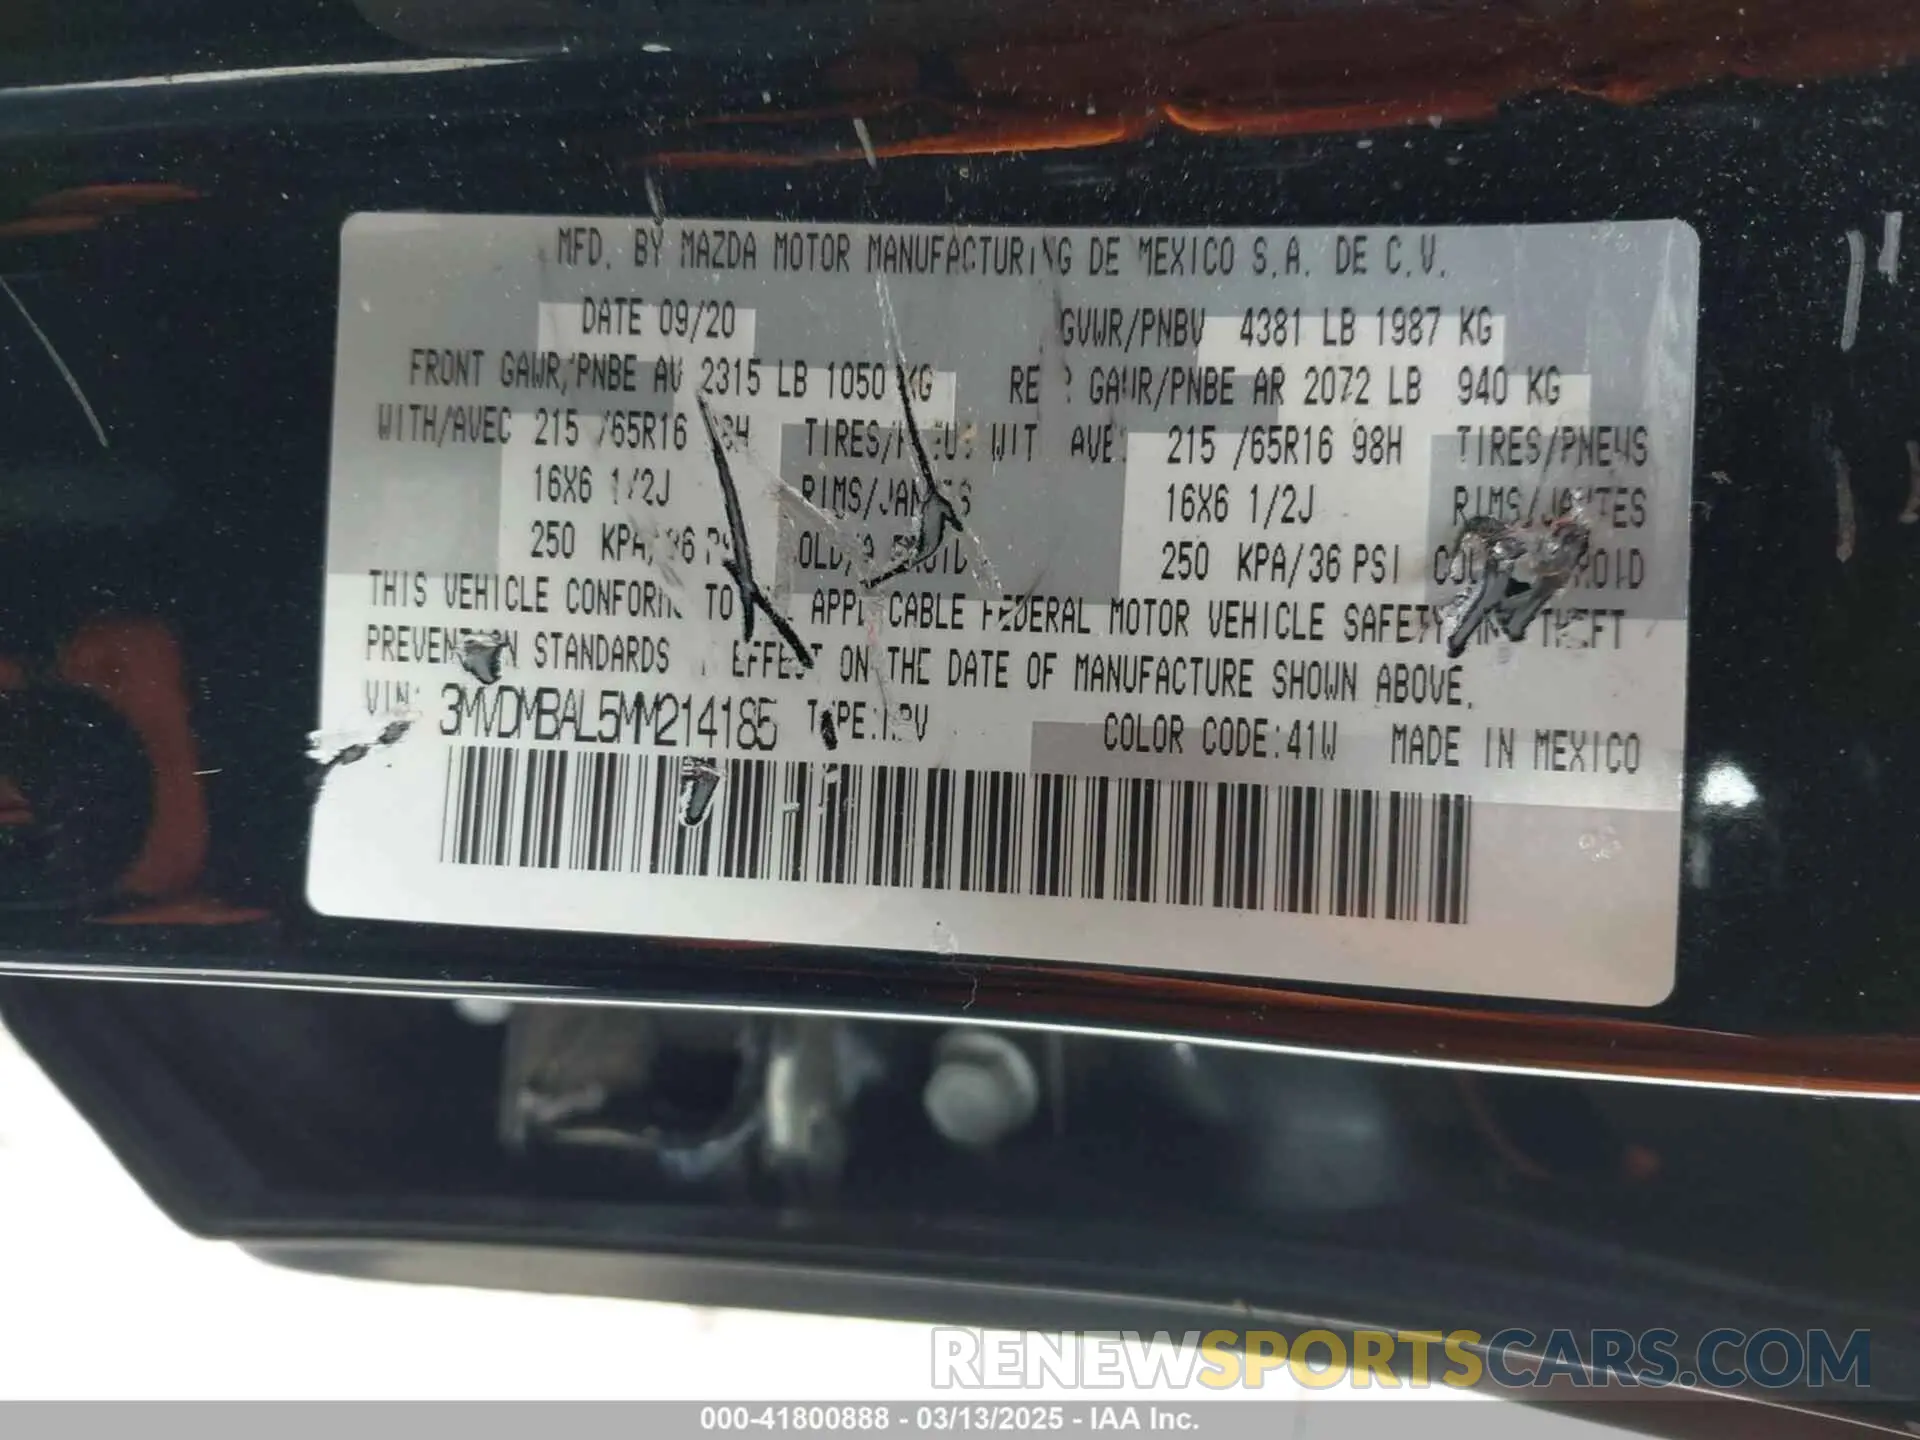 MFD. BY MAZDA MOTOR MANUFACTURING DE MEXICO S.A. DE C.V.
DATE 09/20 GVWR/PNBV 4381 LB 1987 KG
FRONT GAWR/PNBE AV 2315 LB 1050 KG GAWR/PNBE AR 2072 LB 940 KG
WITH/AVEC 215 /65R16 215 /65R16 98H TIRES/PNEUS
16X6 1/2J RIMS/JANTES 16X6 1/2J RIMS/JANTES
250 KPA/36 PSI 250 KPA/36 PSI
THIS VEHICLE CONFORMS TO APPLICABLE FEDERAL MOTOR VEHICLE SAFETY AND THEFT
PREVENTION STANDARDS EFFECT ON THE DATE OF MANUFACTURE SHOWN ABOVE.
VIN: 3MVDMBAL5MM214185 COLOR CODE:41W MADE IN MEXICO
RENEWSPORTSCARS.COM
000-41800888 - 03/13/2025 - IAA Inc.